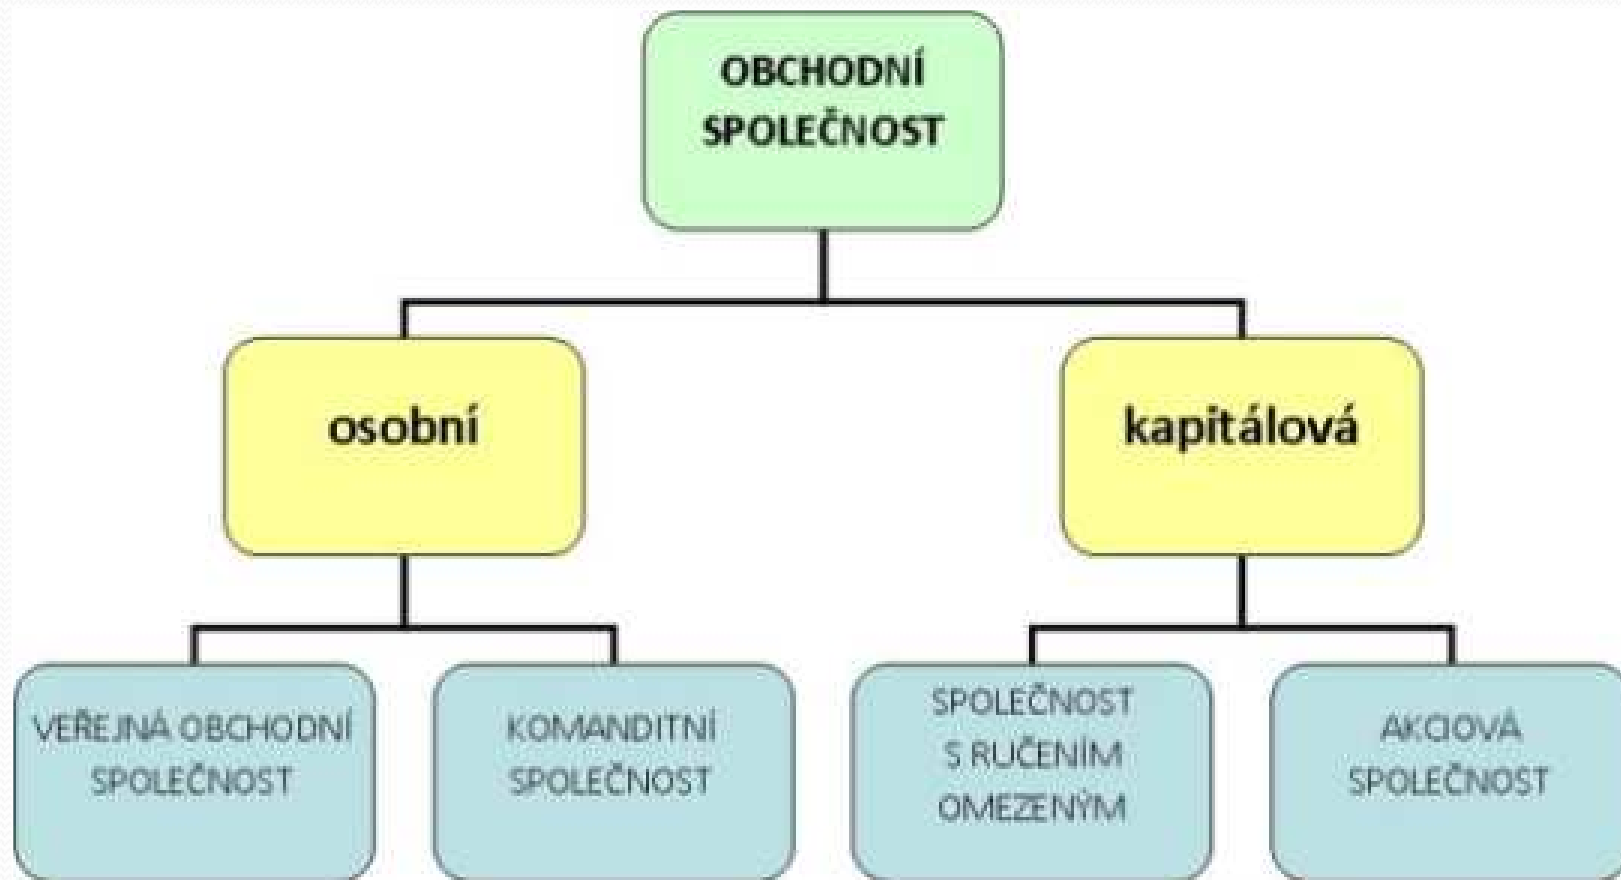 OBCHODNÍ
SPOLEČNOST
osobní
kapitálová
VEŘEJNÁ OBCHODNÍ
SPOLEČNOST
KOMANDITNÍ
SPOLEČNOST
SPOLEČNOST
S RUČENÍM
OMEZENÝM
AKCIOVÁ
SPOLEČNOST